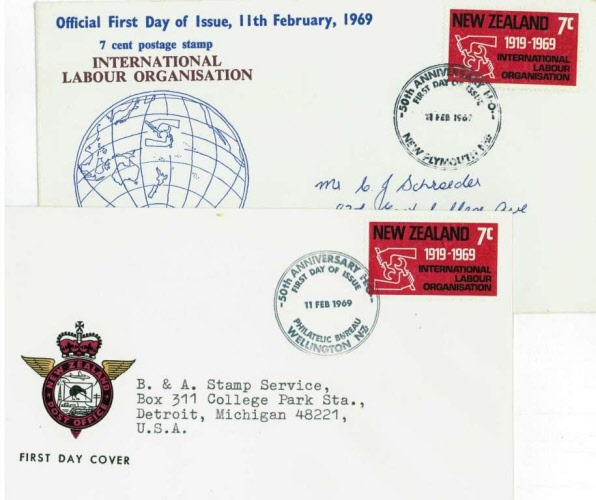 Official First Day of Issue, 11th February, 1969
7 cent postage stamp
INTERNATIONAL
LABOUR ORGANISATION
NEW ZEALAND 7c
1919-1969
INTERNATIONAL
LABOUR
ORGANISATION
50th ANNIVERSARY I·L·O·
FIRST DAY OF ISSUE
11 FEB 1969
NEW PLYMOUTH N.Z.
Mr C J Schroeder
NEW ZEALAND 7c
1919-1969
INTERNATIONAL
LABOUR
ORGANISATION
50th ANNIVERSARY I·L·O·
FIRST DAY OF ISSUE
11 FEB 1969
PHILATELIC BUREAU
WELLINGTON NZ
NEW ZEALAND
POST OFFICE
FIRST DAY COVER
B. & A. Stamp Service,
Box 311 College Park Sta.,
Detroit, Michigan 48221,
U.S.A.